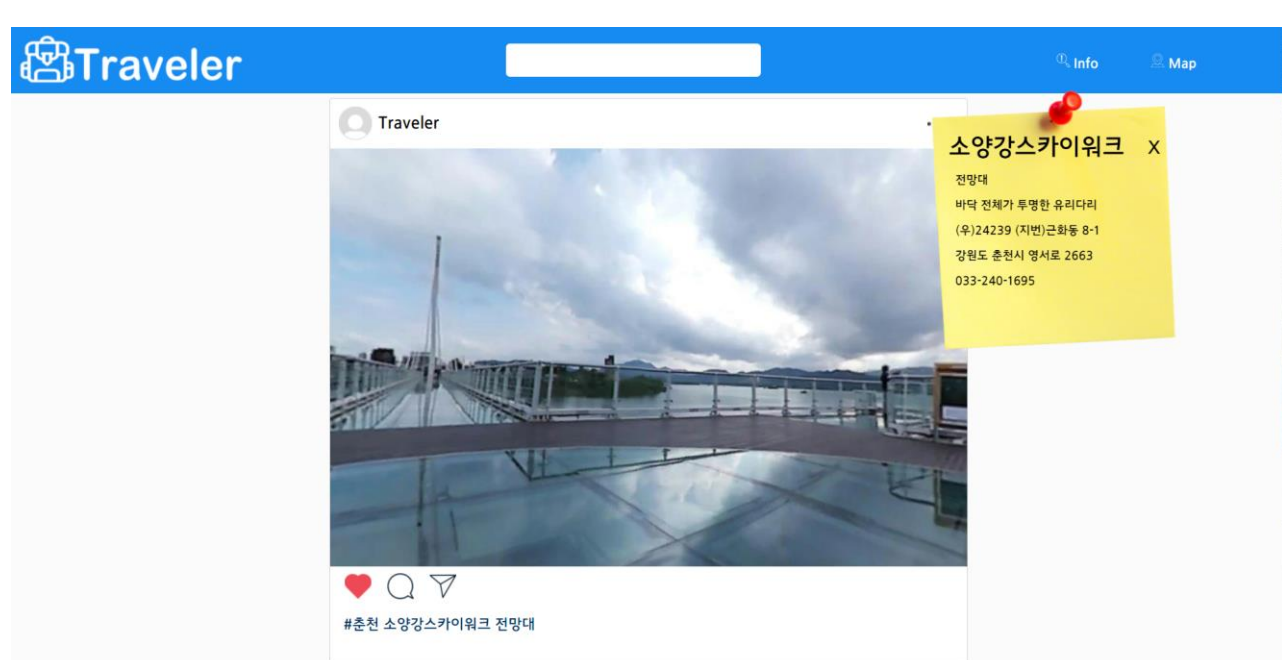 Traveler
Info
Map
Traveler
소양강스카이워크 X
전망대
바닥 전체가 투명한 유리다리
(우)24239 (지번)근화동 8-1
강원도 춘천시 영서로 2663
033-240-1695
#춘천 소양강스카이워크 전망대